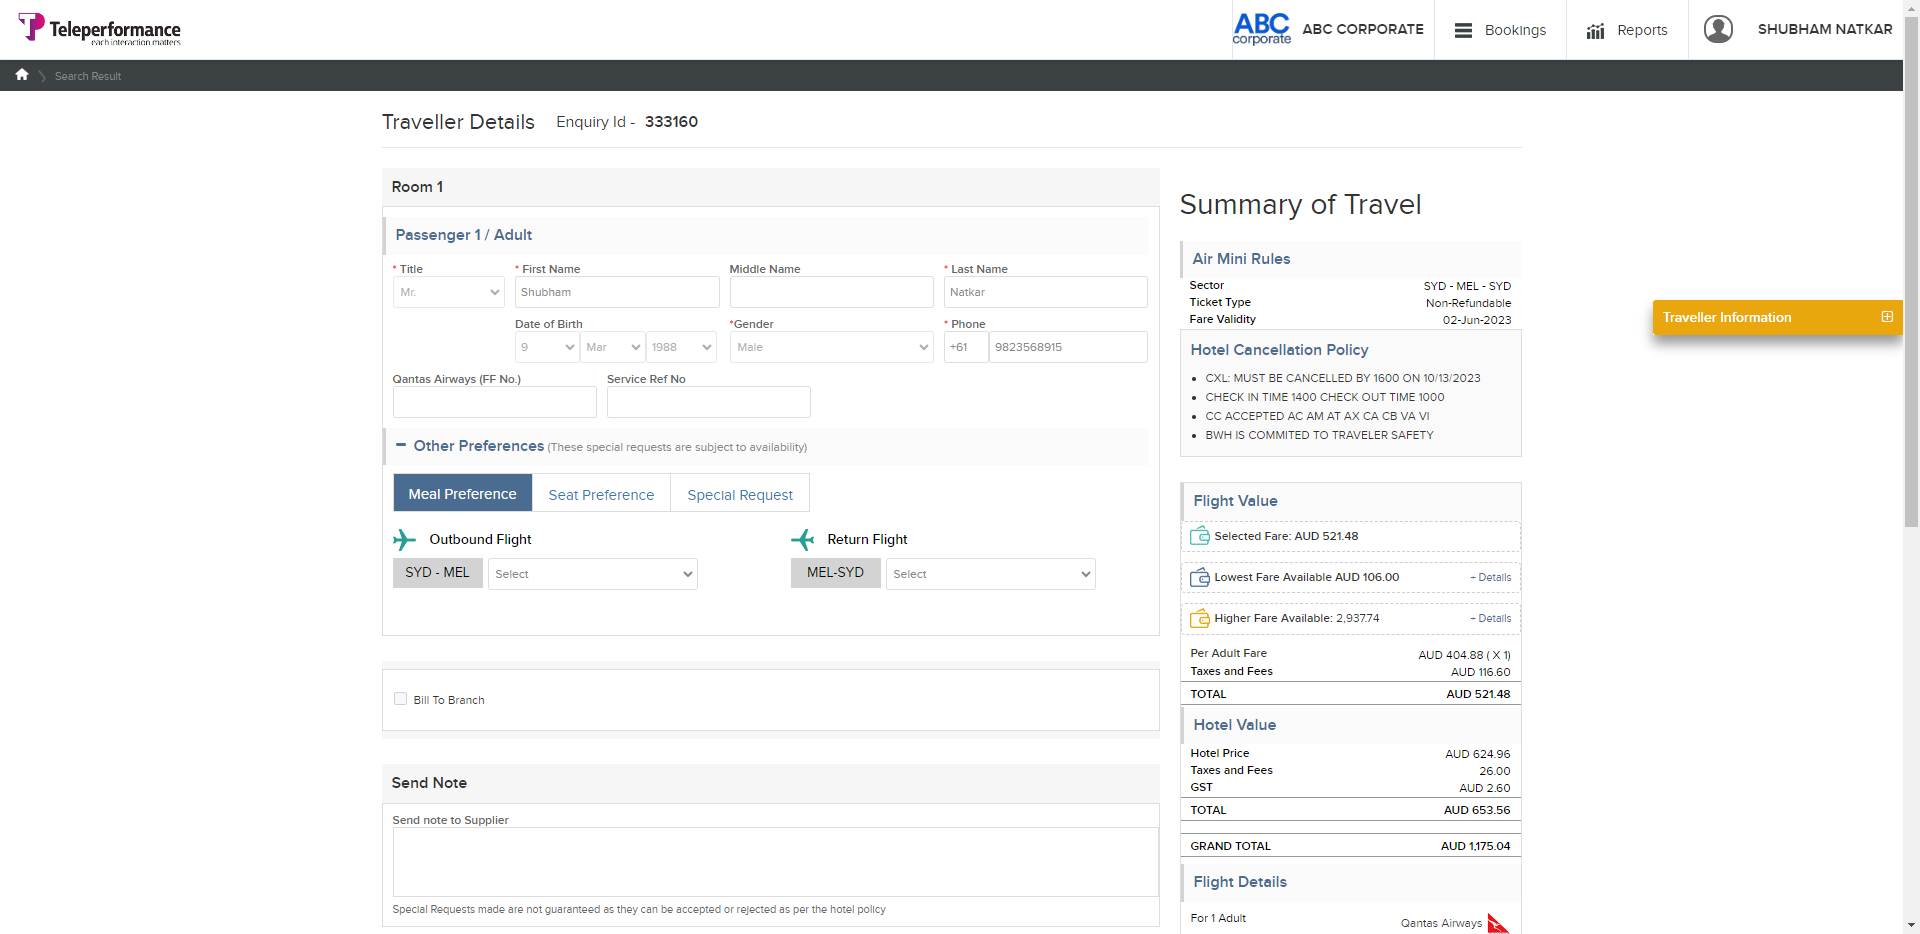 Teleperformance
each interaction matters
ABC
corporate
ABC CORPORATE
Bookings
Reports
SHUBHAM NATKAR
Search Result
Traveller Details Enquiry Id - 333160
Room 1
Passenger 1 / Adult
* Title * First Name Middle Name * Last Name
Mr. Shubham Natkar
Date of Birth *Gender * Phone
9 Mar 1988 Male +61 9823568915
Qantas Airways (FF No.) Service Ref No
Other Preferences (These special requests are subject to availability)
Meal Preference Seat Preference Special Request
Outbound Flight Return Flight
SYD - MEL Select MEL-SYD Select
Bill To Branch
Send Note
Send note to Supplier
Special Requests made are not guaranteed as they can be accepted or rejected as per the hotel policy
Summary of Travel
Air Mini Rules
Sector SYD - MEL - SYD
Ticket Type Non-Refundable
Fare Validity 02-Jun-2023
Hotel Cancellation Policy
CXL: MUST BE CANCELLED BY 1600 ON 10/13/2023
CHECK IN TIME 1400 CHECK OUT TIME 1000
CC ACCEPTED AC AM AT AX CA CB VA VI
BWH IS COMMITED TO TRAVELER SAFETY
Flight Value
Selected Fare: AUD 521.48
Lowest Fare Available AUD 106.00 + Details
Higher Fare Available: 2,937.74 + Details
Per Adult Fare AUD 404.88 ( X 1)
Taxes and Fees AUD 116.60
TOTAL AUD 521.48
Hotel Value
Hotel Price AUD 624.96
Taxes and Fees 26.00
GST AUD 2.60
TOTAL AUD 653.56
GRAND TOTAL AUD 1,175.04
Flight Details
For 1 Adult Qantas Airways
Traveller Information